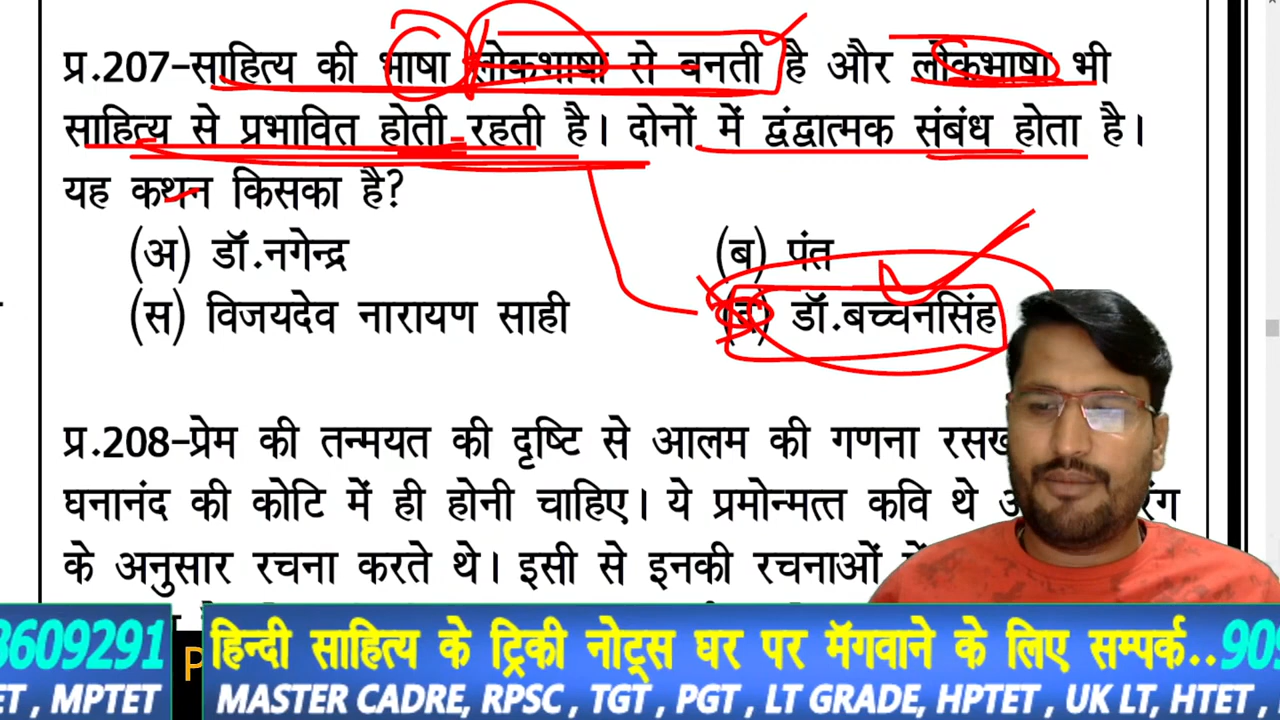 प्र.207-साहित्य की भाषा लोकभाषा से बनती है और लोकभाषा भी
साहित्य से प्रभावित होती रहती है। दोनों में द्वंद्वात्मक संबंध होता है।
यह कथन किसका है?
(अ) डॉ.नगेन्द्र (ब) पंत
(स) विजयदेव नारायण साही (द) डॉ.बच्चनसिंह
प्र.208-प्रेम की तन्मयत की दृष्टि से आलम की गणना
घनानंद की कोटि में ही होनी चाहिए। ये प्रमोन्मत्त कवि थे
के अनुसार रचना करते थे। इसी से इनकी रचनाओं
8609291 हिन्दी साहित्य के ट्रिकी नोट्स घर पर मॅगवाने के लिए सम्पर्क..90
ET , MPTET MASTER CADRE, RPSC , TGT , PGT , LT GRADE, HPTET , UK LT, HTET ,